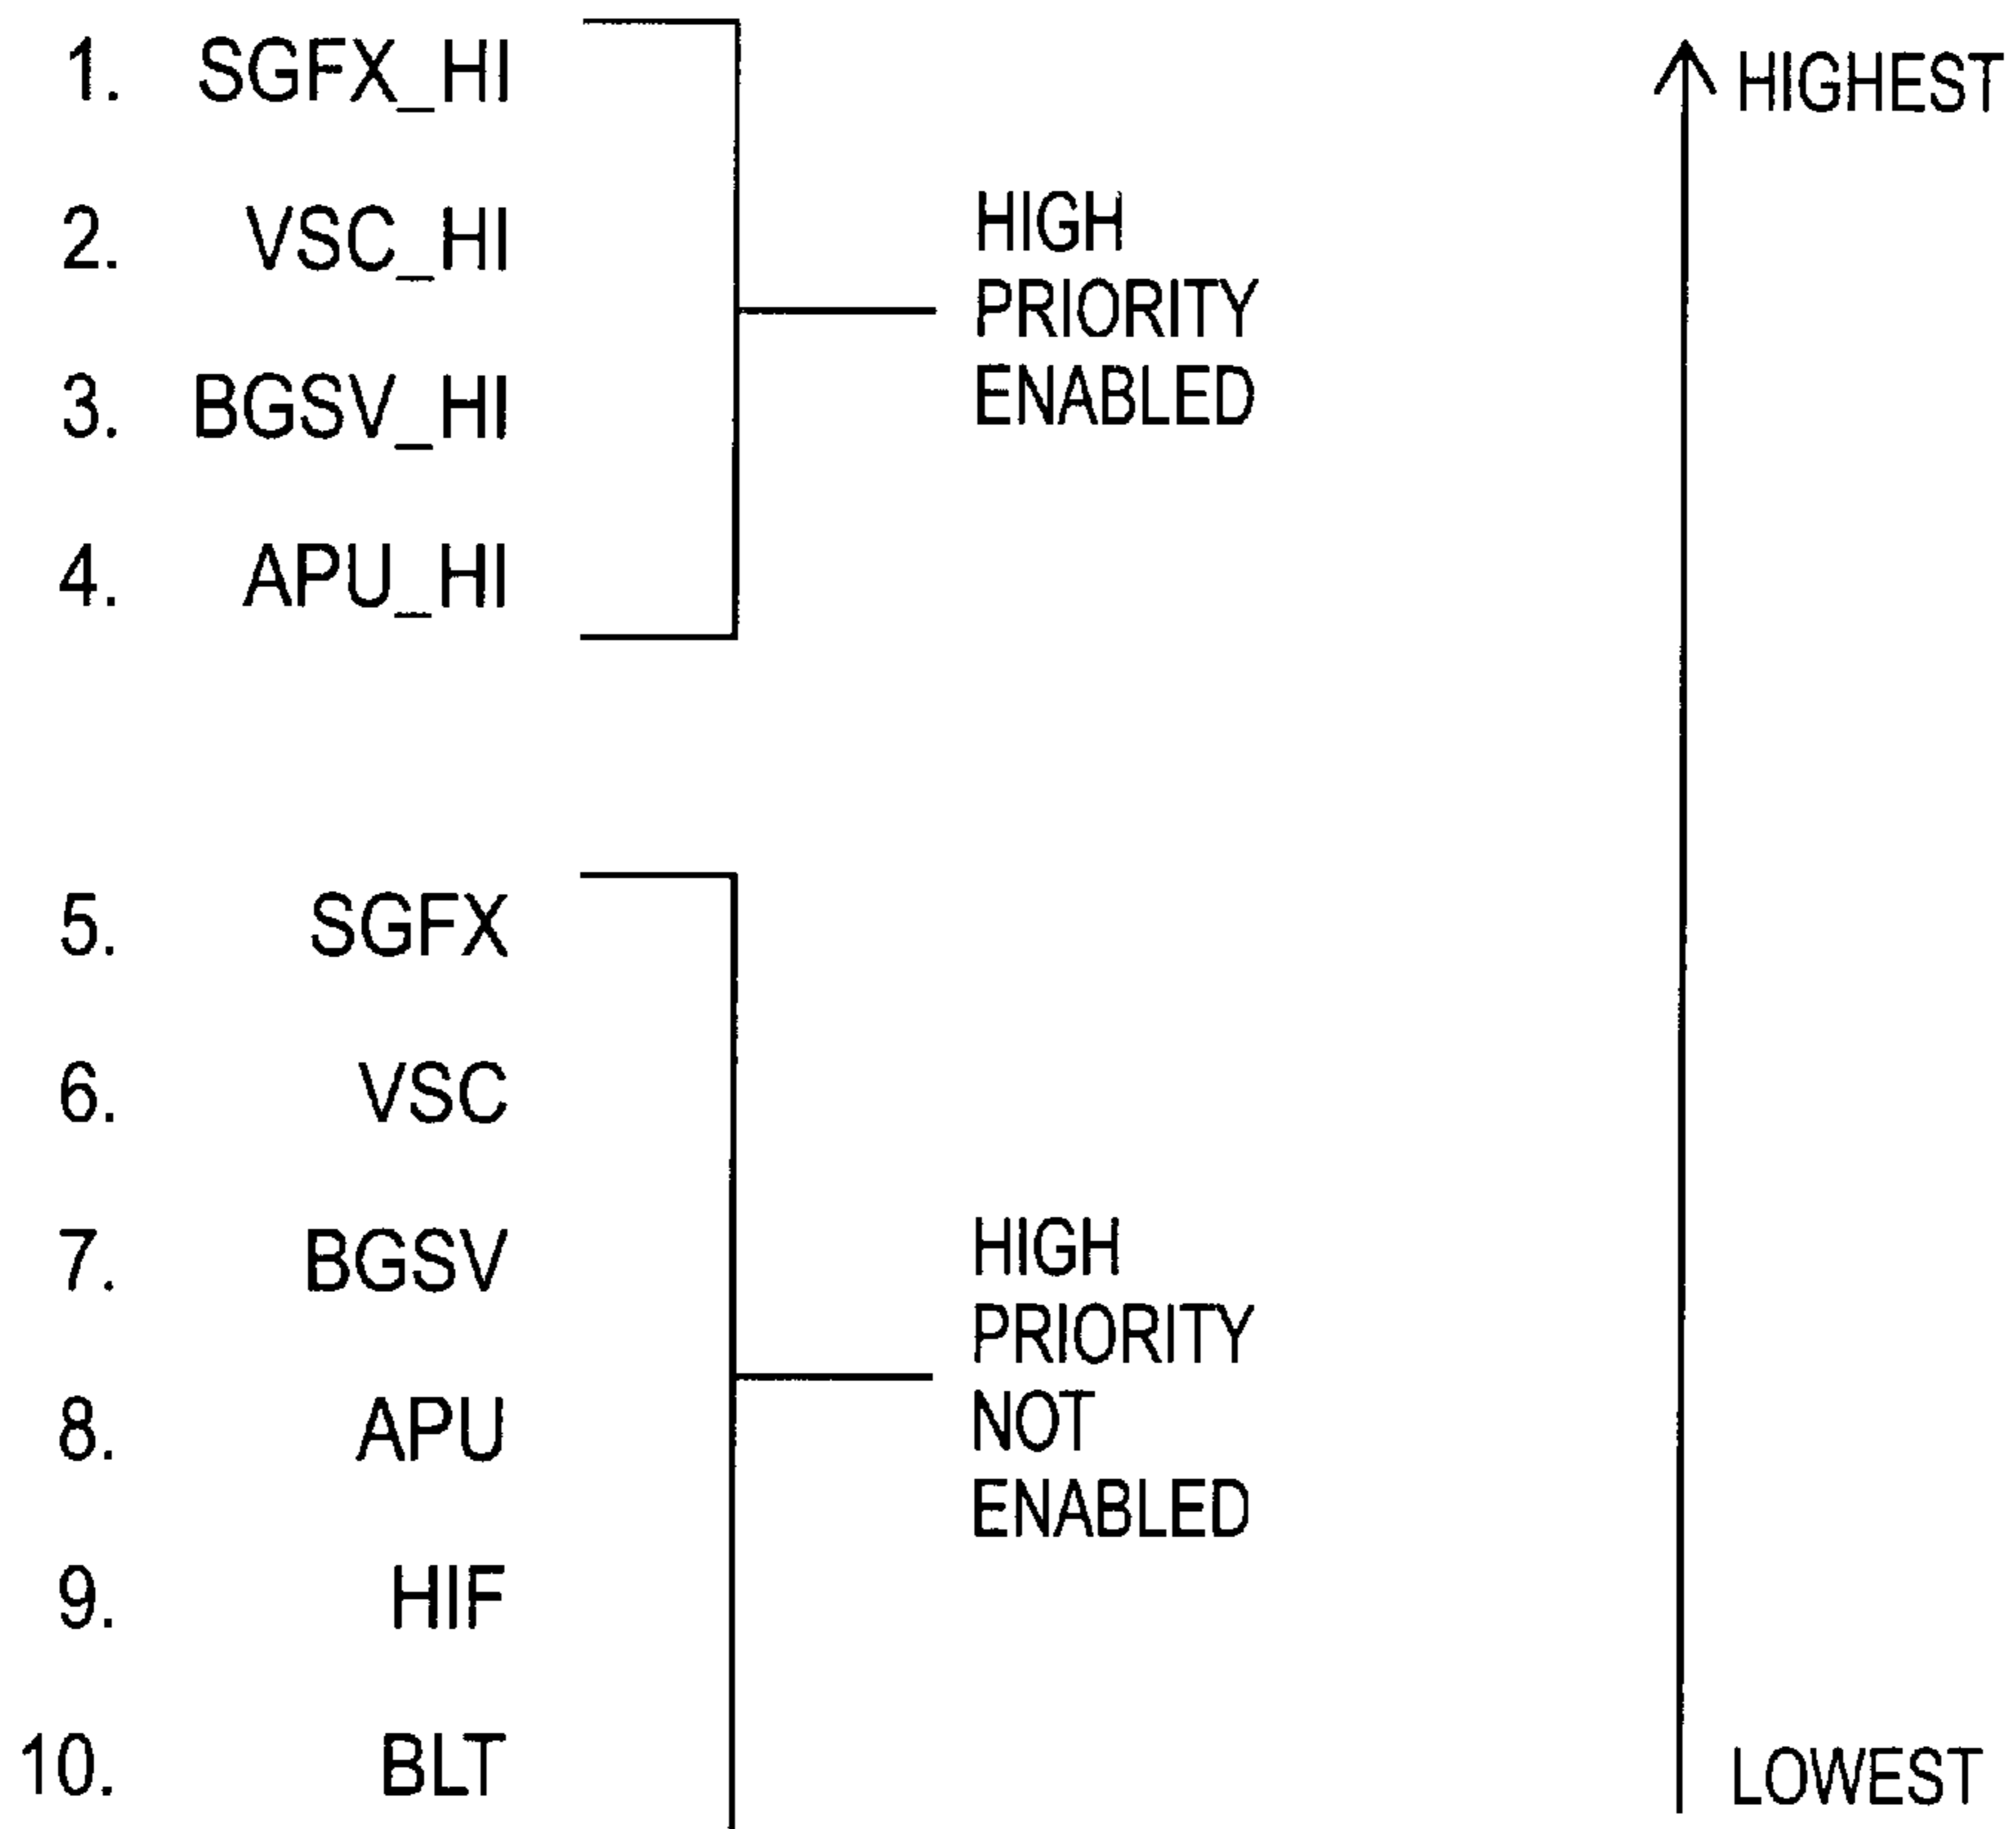 1. SGFX_HI
2. VSC_HI
3. BGSV_HI
4. APU_HI
HIGH
PRIORITY
ENABLED
5. SGFX
6. VSC
7. BGSV
8. APU
9. HIF
10. BLT
HIGH
PRIORITY
NOT
ENABLED
HIGHEST
LOWEST